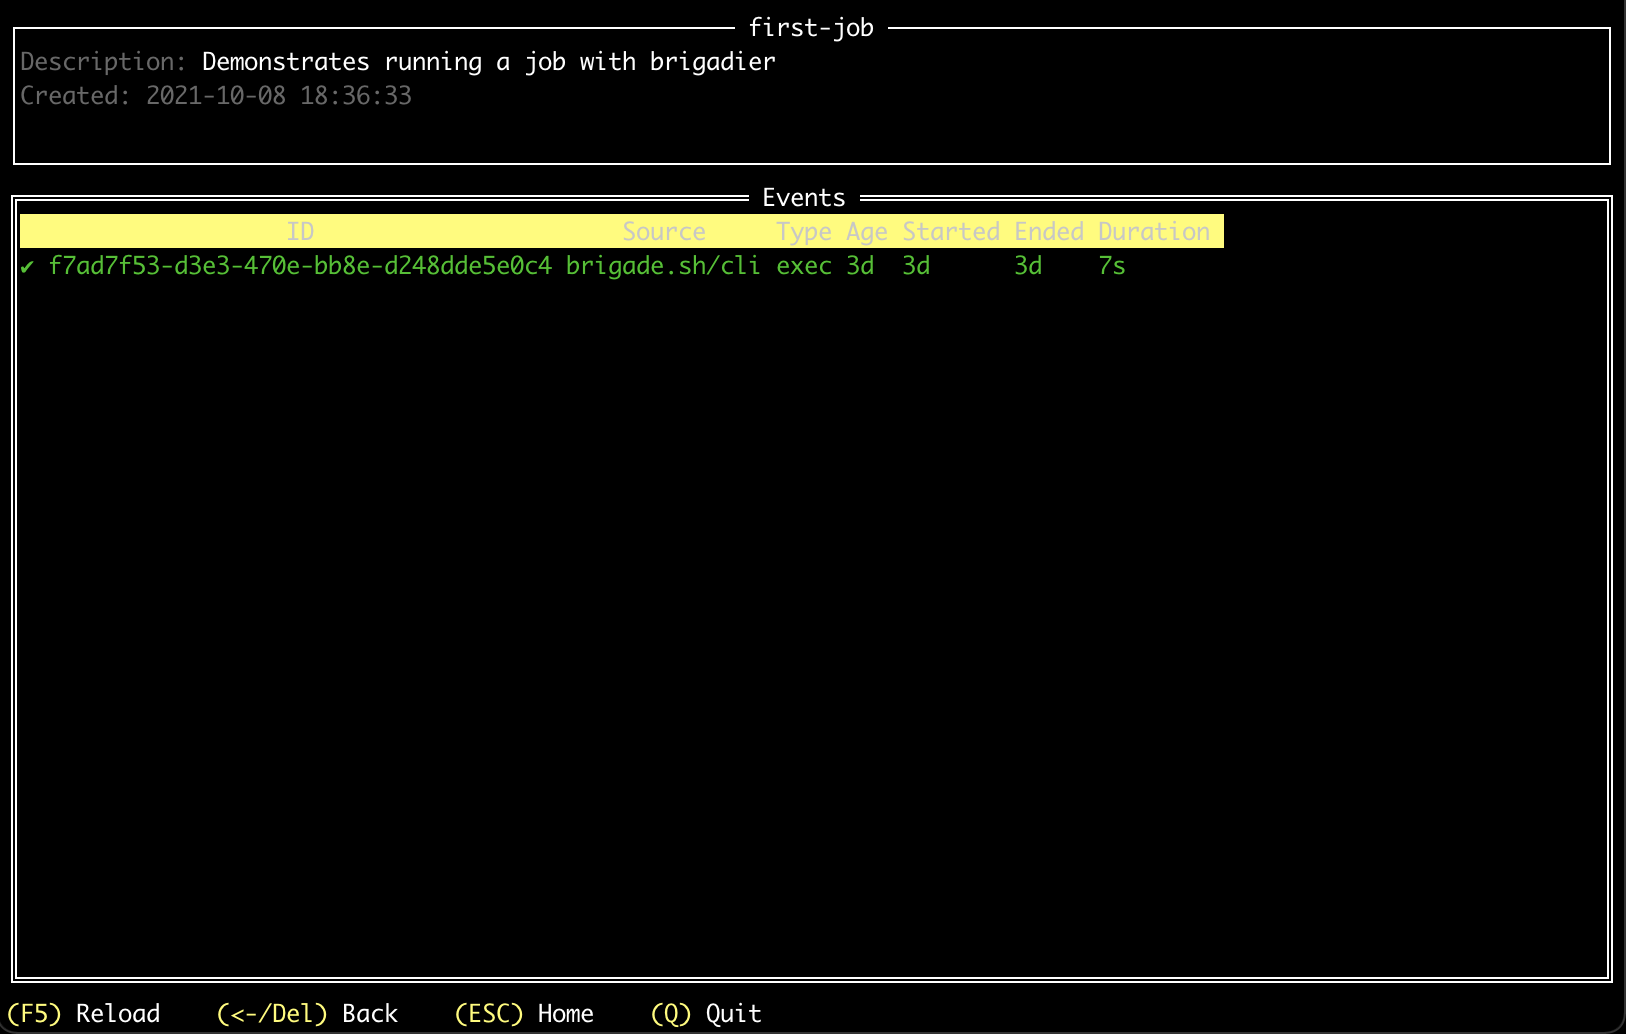 first-job
Description: Demonstrates running a job with brigadier
Created: 2021-10-08 18:36:33
Events
ID Source Type Age Started Ended Duration
✔ f7ad7f53-d3e3-470e-bb8e-d248dde5e0c4 brigade.sh/cli exec 3d 3d 3d 7s
(F5) Reload (<-/Del) Back (ESC) Home (Q) Quit